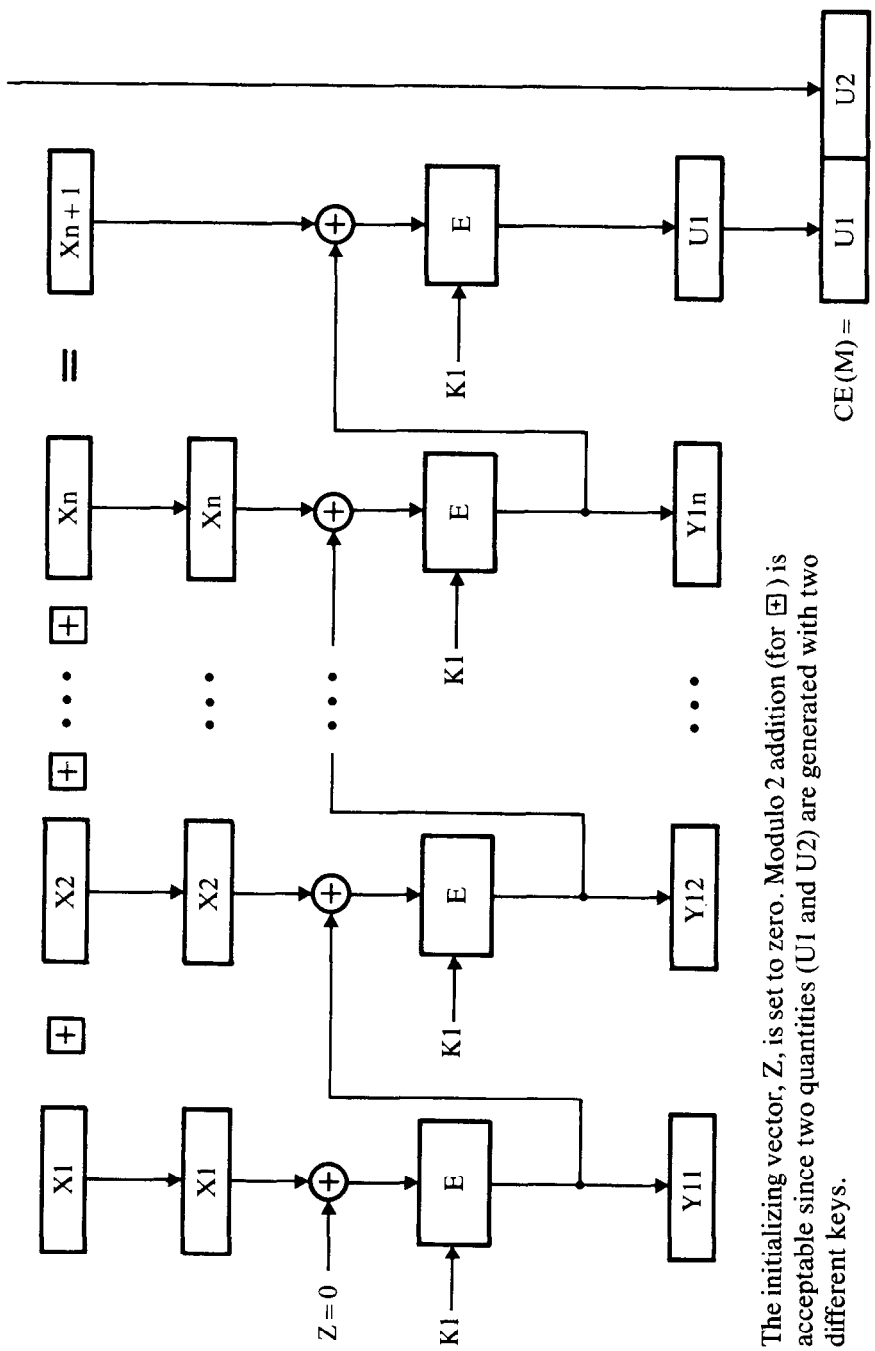 X1 + X2 + • • • + Xn = Xn + 1
X1 X2 • • • Xn
Z = 0 + + • • • + +
K1 E K1 E K1 E K1 E
Y11 Y12 • • • Y1n U1
CE(M) = U1 U2
The initializing vector, Z, is set to zero. Modulo 2 addition (for ⊞) is
acceptable since two quantities (U1 and U2) are generated with two
different keys.